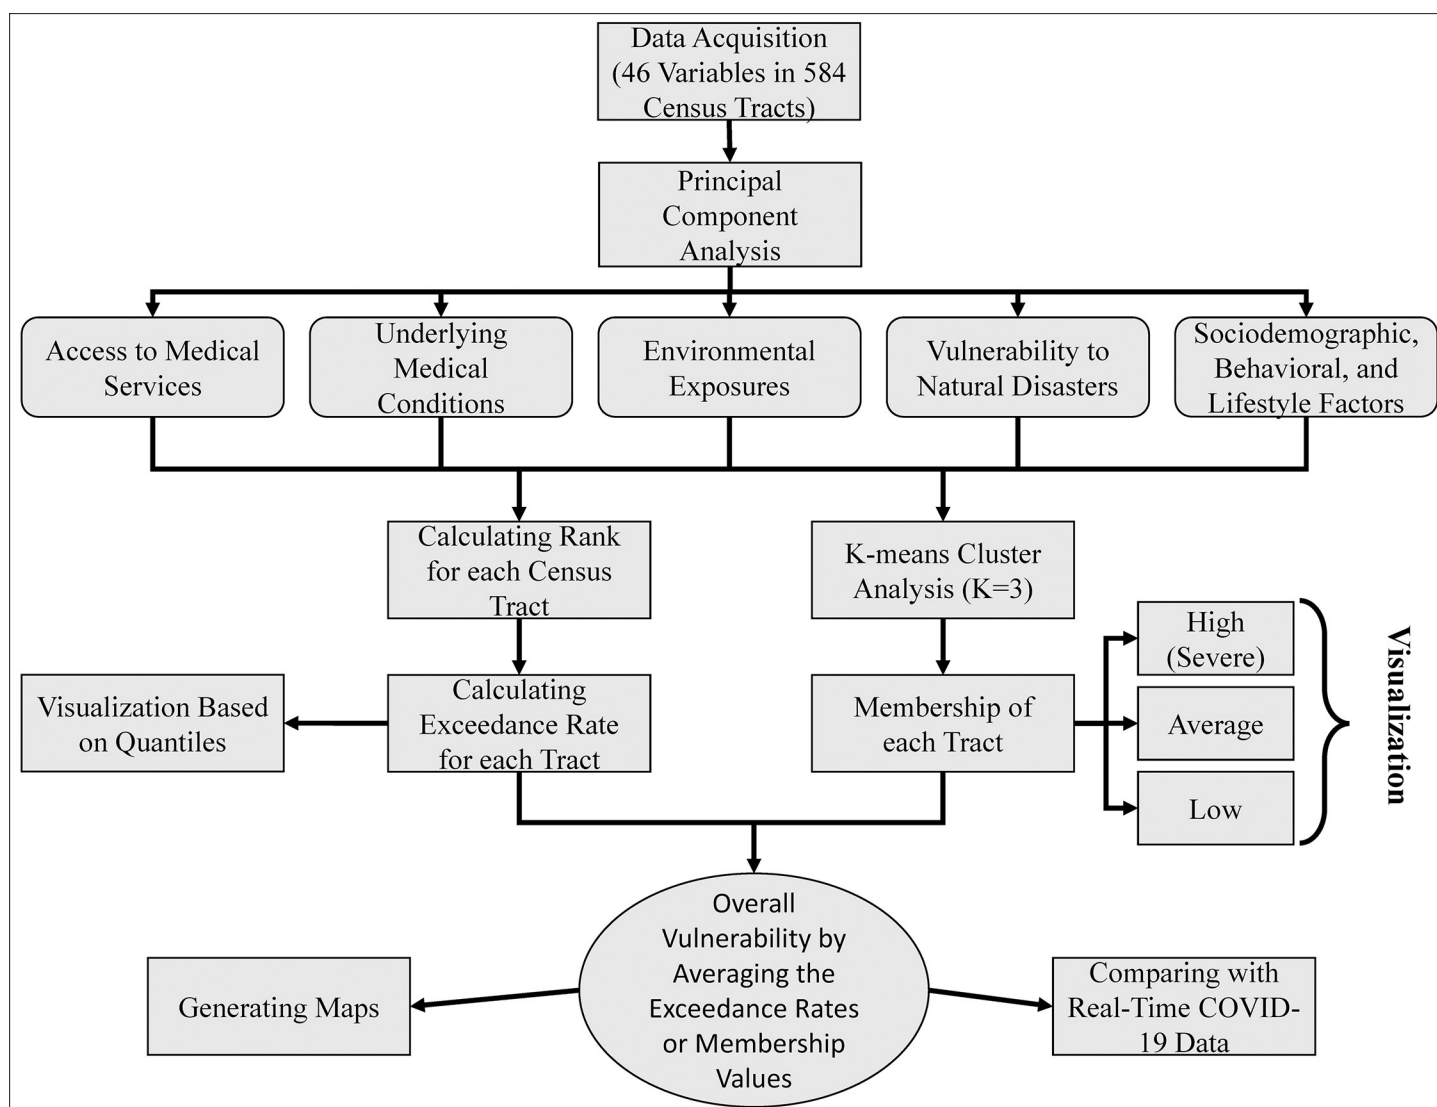 Data Acquisition
(46 Variables in 584
Census Tracts)
Principal
Component
Analysis
Access to Medical
Services
Underlying
Medical
Conditions
Environmental
Exposures
Vulnerability to
Natural Disasters
Sociodemographic,
Behavioral, and
Lifestyle Factors
Calculating Rank
for each Census
Tract
K-means Cluster
Analysis (K=3)
High
(Severe)
Visualization Based
on Quantiles
Calculating
Exceedance Rate
for each Tract
Membership of
each Tract
Average
Low
Visualization
Overall
Vulnerability by
Averaging the
Exceedance Rates
or Membership
Values
Generating Maps
Comparing with
Real-Time COVID-
19 Data